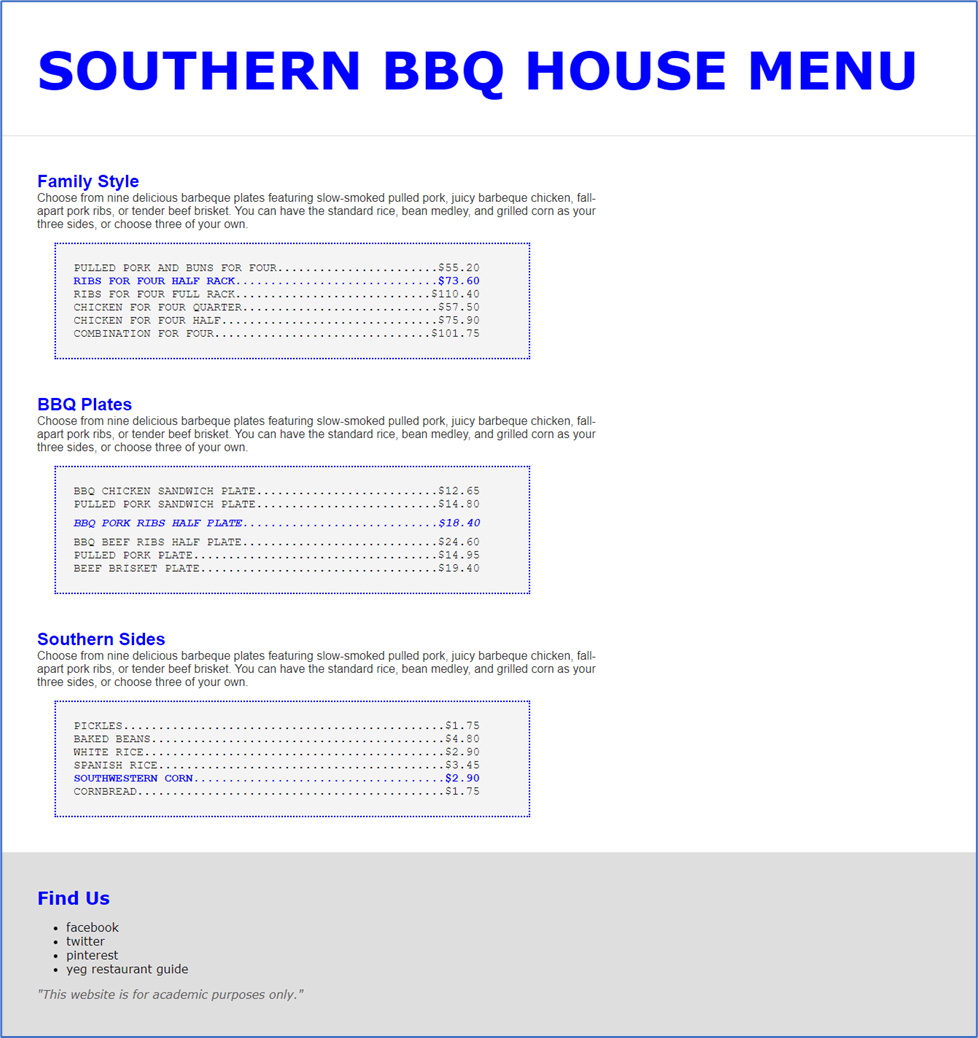 SOUTHERN BBQ HOUSE MENU
Family Style
Choose from nine delicious barbeque plates featuring slow-smoked pulled pork, juicy barbeque chicken, fall-
apart pork ribs, or tender beef brisket. You can have the standard rice, bean medley, and grilled corn as your
three sides, or choose three of your own.
PULLED PORK AND BUNS FOR FOUR.......................$55.20
RIBS FOR FOUR HALF RACK.............................$73.60
RIBS FOR FOUR FULL RACK............................$110.40
CHICKEN FOR FOUR QUARTER............................$57.50
CHICKEN FOR FOUR HALF...............................$75.90
COMBINATION FOR FOUR...............................$101.75
BBQ Plates
Choose from nine delicious barbeque plates featuring slow-smoked pulled pork, juicy barbeque chicken, fall-
apart pork ribs, or tender beef brisket. You can have the standard rice, bean medley, and grilled corn as your
three sides, or choose three of your own.
BBQ CHICKEN SANDWICH PLATE..........................$12.65
PULLED PORK SANDWICH PLATE..........................$14.80
BBQ PORK RIBS HALF PLATE............................$18.40
BBQ BEEF RIBS HALF PLATE............................$24.60
PULLED PORK PLATE...................................$14.95
BEEF BRISKET PLATE..................................$19.40
Southern Sides
Choose from nine delicious barbeque plates featuring slow-smoked pulled pork, juicy barbeque chicken, fall-
apart pork ribs, or tender beef brisket. You can have the standard rice, bean medley, and grilled corn as your
three sides, or choose three of your own.
PICKLES..............................................$1.75
BAKED BEANS..........................................$4.80
WHITE RICE...........................................$2.90
SPANISH RICE.........................................$3.45
SOUTHWESTERN CORN....................................$2.90
CORNBREAD............................................$1.75
Find Us
• facebook
• twitter
• pinterest
• yeg restaurant guide
"This website is for academic purposes only."